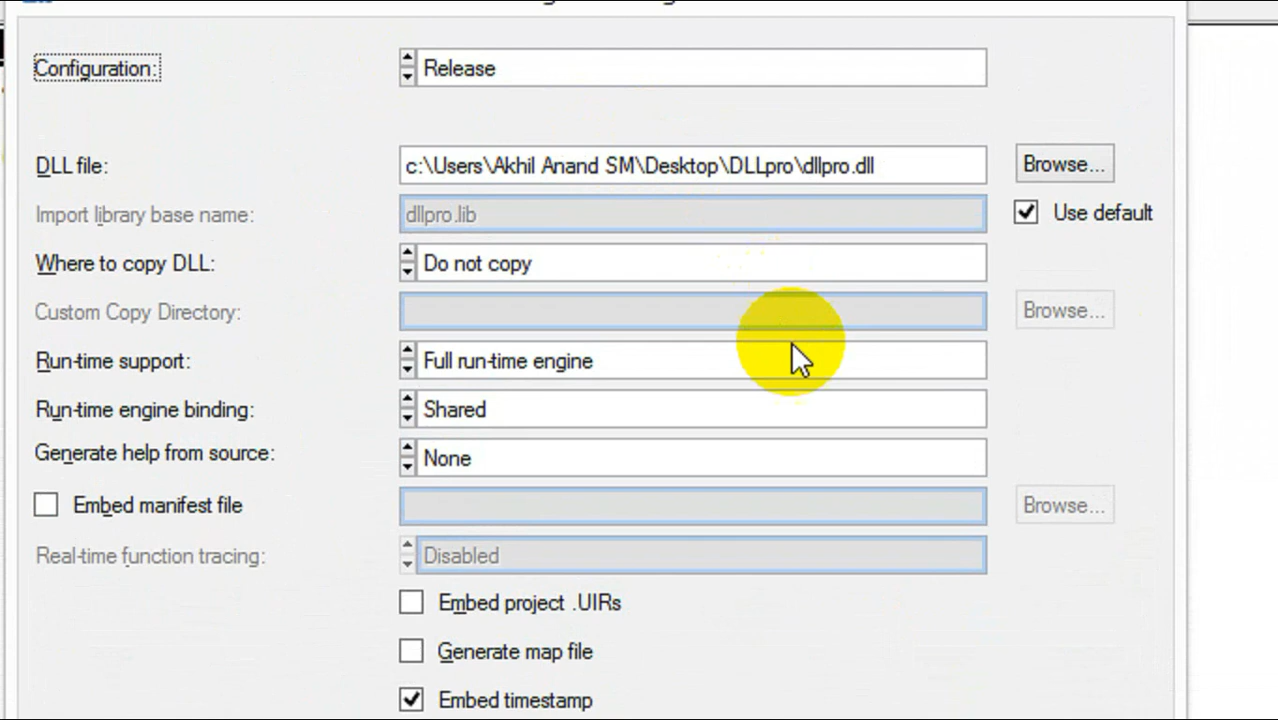 Configuration: Release
DLL file: c:\Users\Akhil Anand SM\Desktop\DLLpro\dllpro.dll Browse...
Import library base name: dllpro.lib Use default
Where to copy DLL: Do not copy
Custom Copy Directory: Browse...
Run-time support: Full run-time engine
Run-time engine binding: Shared
Generate help from source: None
Embed manifest file Browse...
Real-time function tracing: Disabled
Embed project .UIRs
Generate map file
Embed timestamp